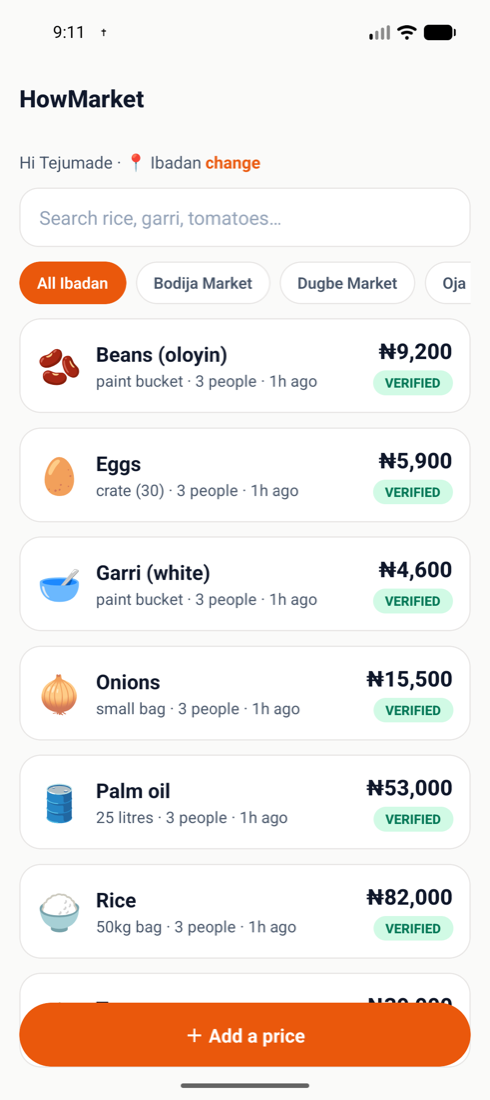 9:11
HowMarket
Hi Tejumade · 📍 Ibadan change
Search rice, garri, tomatoes...
All Ibadan
Bodija Market
Dugbe Market
Oja
Beans (oloyin)
₦9,200
paint bucket · 3 people · 1h ago
VERIFIED
Eggs
₦5,900
crate (30) · 3 people · 1h ago
VERIFIED
Garri (white)
₦4,600
paint bucket · 3 people · 1h ago
VERIFIED
Onions
₦15,500
small bag · 3 people · 1h ago
VERIFIED
Palm oil
₦53,000
25 litres · 3 people · 1h ago
VERIFIED
Rice
₦82,000
50kg bag · 3 people · 1h ago
VERIFIED
+ Add a price